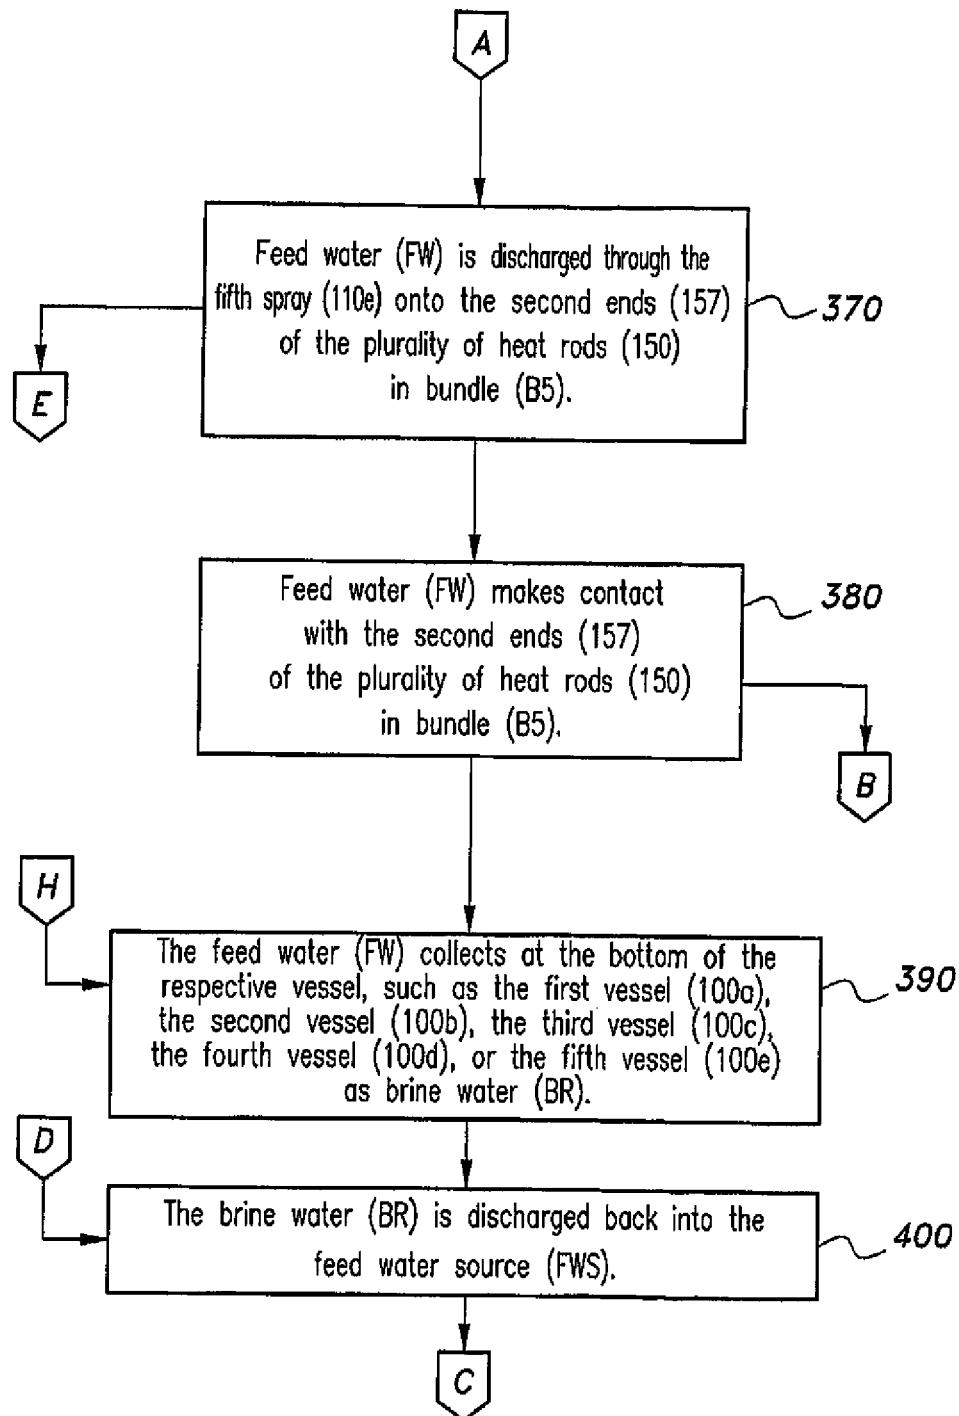 A
Feed water (FW) is discharged through the
fifth spray (110e) onto the second ends (157)
of the plurality of heat rods (150)
in bundle (B5).
370
E
Feed water (FW) makes contact
with the second ends (157)
of the plurality of heat rods (150)
in bundle (B5).
380
B
H
The feed water (FW) collects at the bottom of the
respective vessel, such as the first vessel (100a),
the second vessel (100b), the third vessel (100c),
the fourth vessel (100d), or the fifth vessel (100e)
as brine water (BR).
390
D
The brine water (BR) is discharged back into the
feed water source (FWS).
400
C